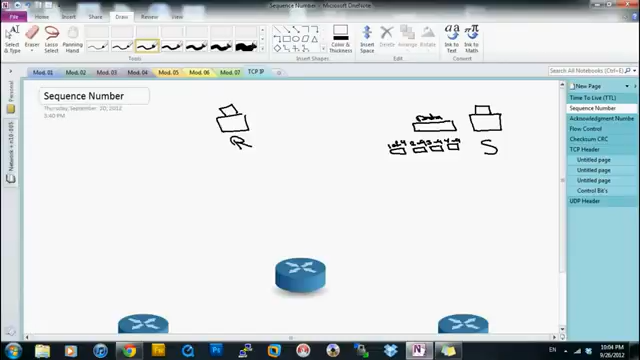 Sequence Number - Microsoft OneNote
File Home Insert Share Draw Review View
Select & Type
Eraser
Lasso Select
Panning Hand
Color & Thickness
Insert Space
Delete
Arrange
Rotate
Ink to Text
Ink to Math
Tools
Insert Shapes
Edit
Convert
Mod. 01 Mod. 02 Mod. 03 Mod. 04 Mod. 05 Mod. 06 Mod. 07 TCP IP
Search All Notebooks (Ctrl+E)
Personal
Sequence Number
Thursday, September 20, 2012
3:40 PM
R
S
New Page
Time To Live (TTL)
Sequence Number
Acknowledgment Number
Flow Control
Checksum CRC
TCP Header
Untitled page
Untitled page
Untitled page
Control Bit's
UDP Header
EN
10:04 PM
9/26/2012